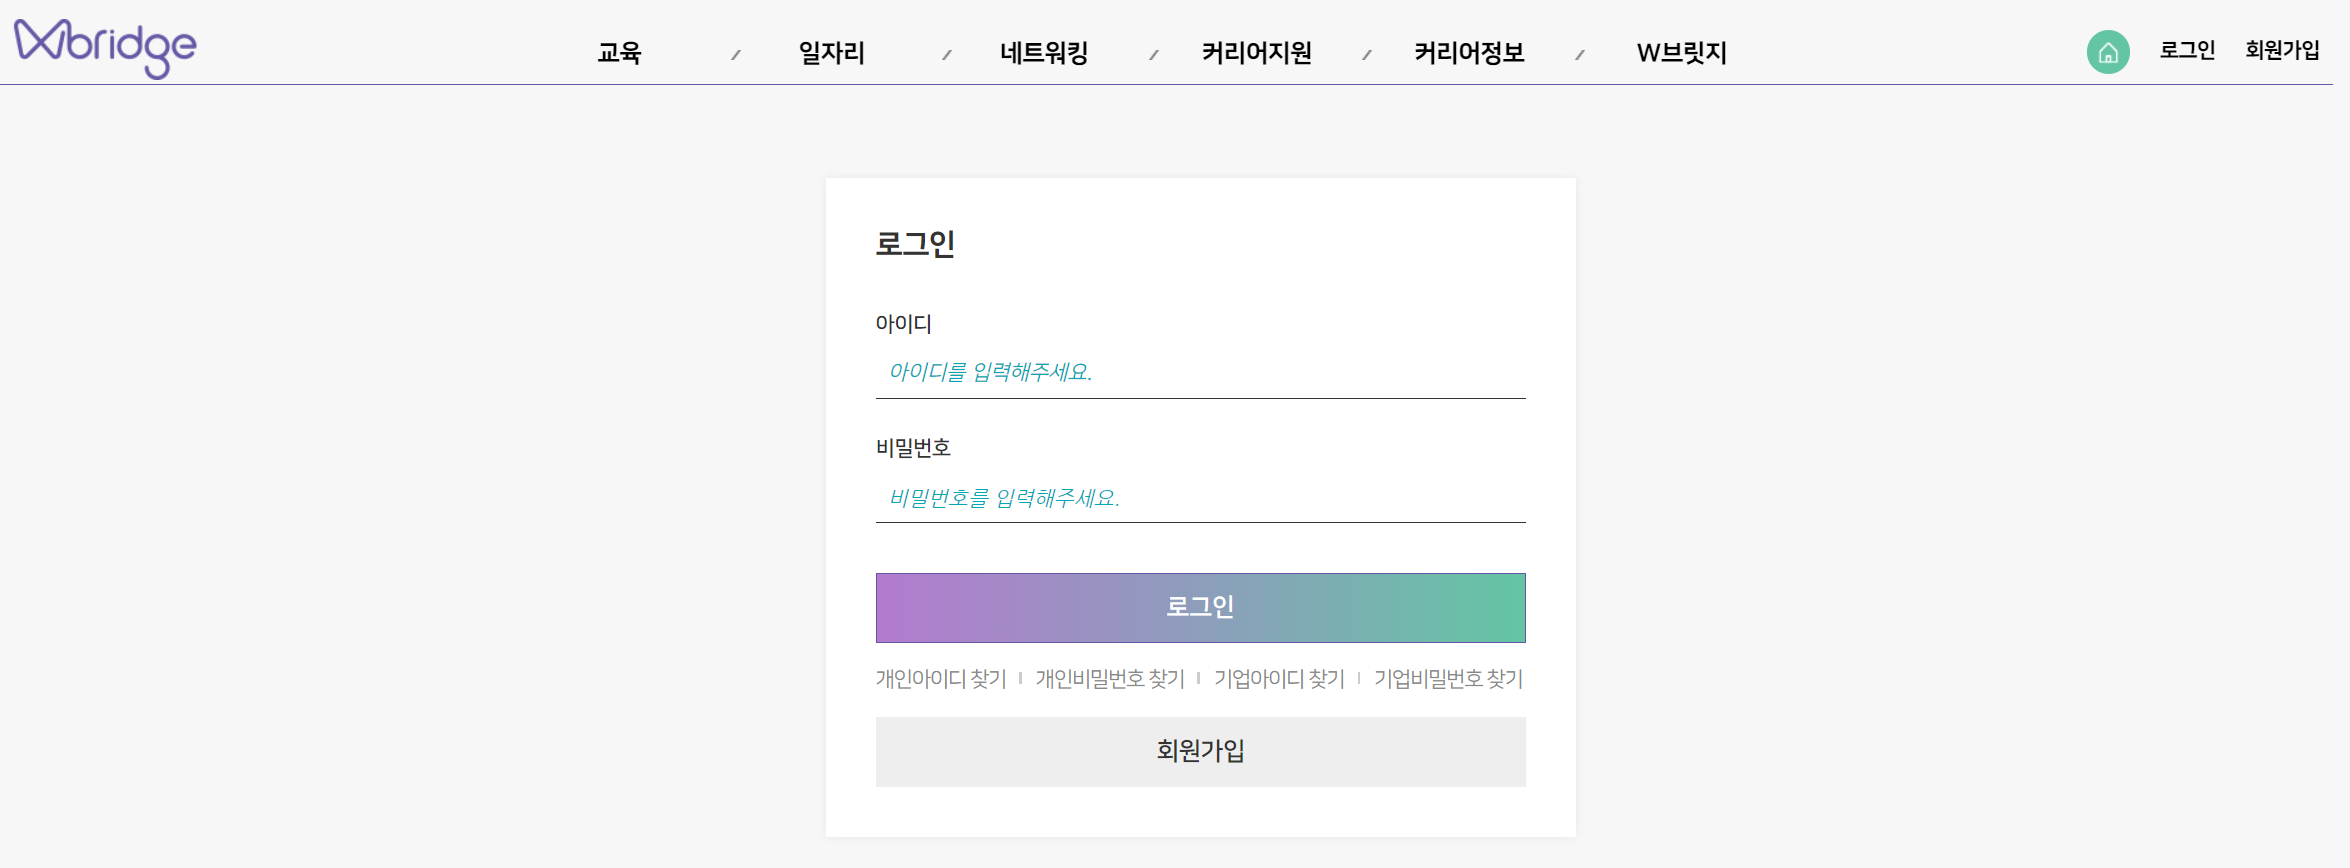 Wbridge 교육 일자리 네트워킹 커리어지원 커리어정보 W브릿지 로그인 회원가입
로그인
아이디
아이디를 입력해주세요.
비밀번호
비밀번호를 입력해주세요.
로그인
개인아이디 찾기 개인비밀번호 찾기 기업아이디 찾기 기업비밀번호 찾기
회원가입